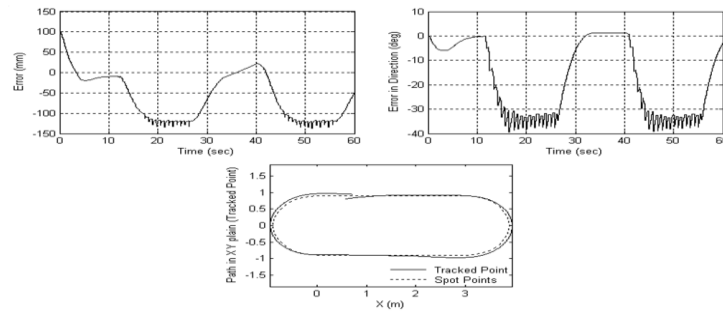 150
100
50
0
-50
-100
-150
0 10 20 30 40 50 60
Time (sec)
Error (mm)
10
0
-10
-20
-30
-40
0 10 20 30 40 50 60
Time (sec)
Error in Direction (deg)
1.5
1
0.5
0
-0.5
-1
-1.5
0 1 2 3
X (m)
Path in XY plain (Tracked Point)
Tracked Point
Spot Points